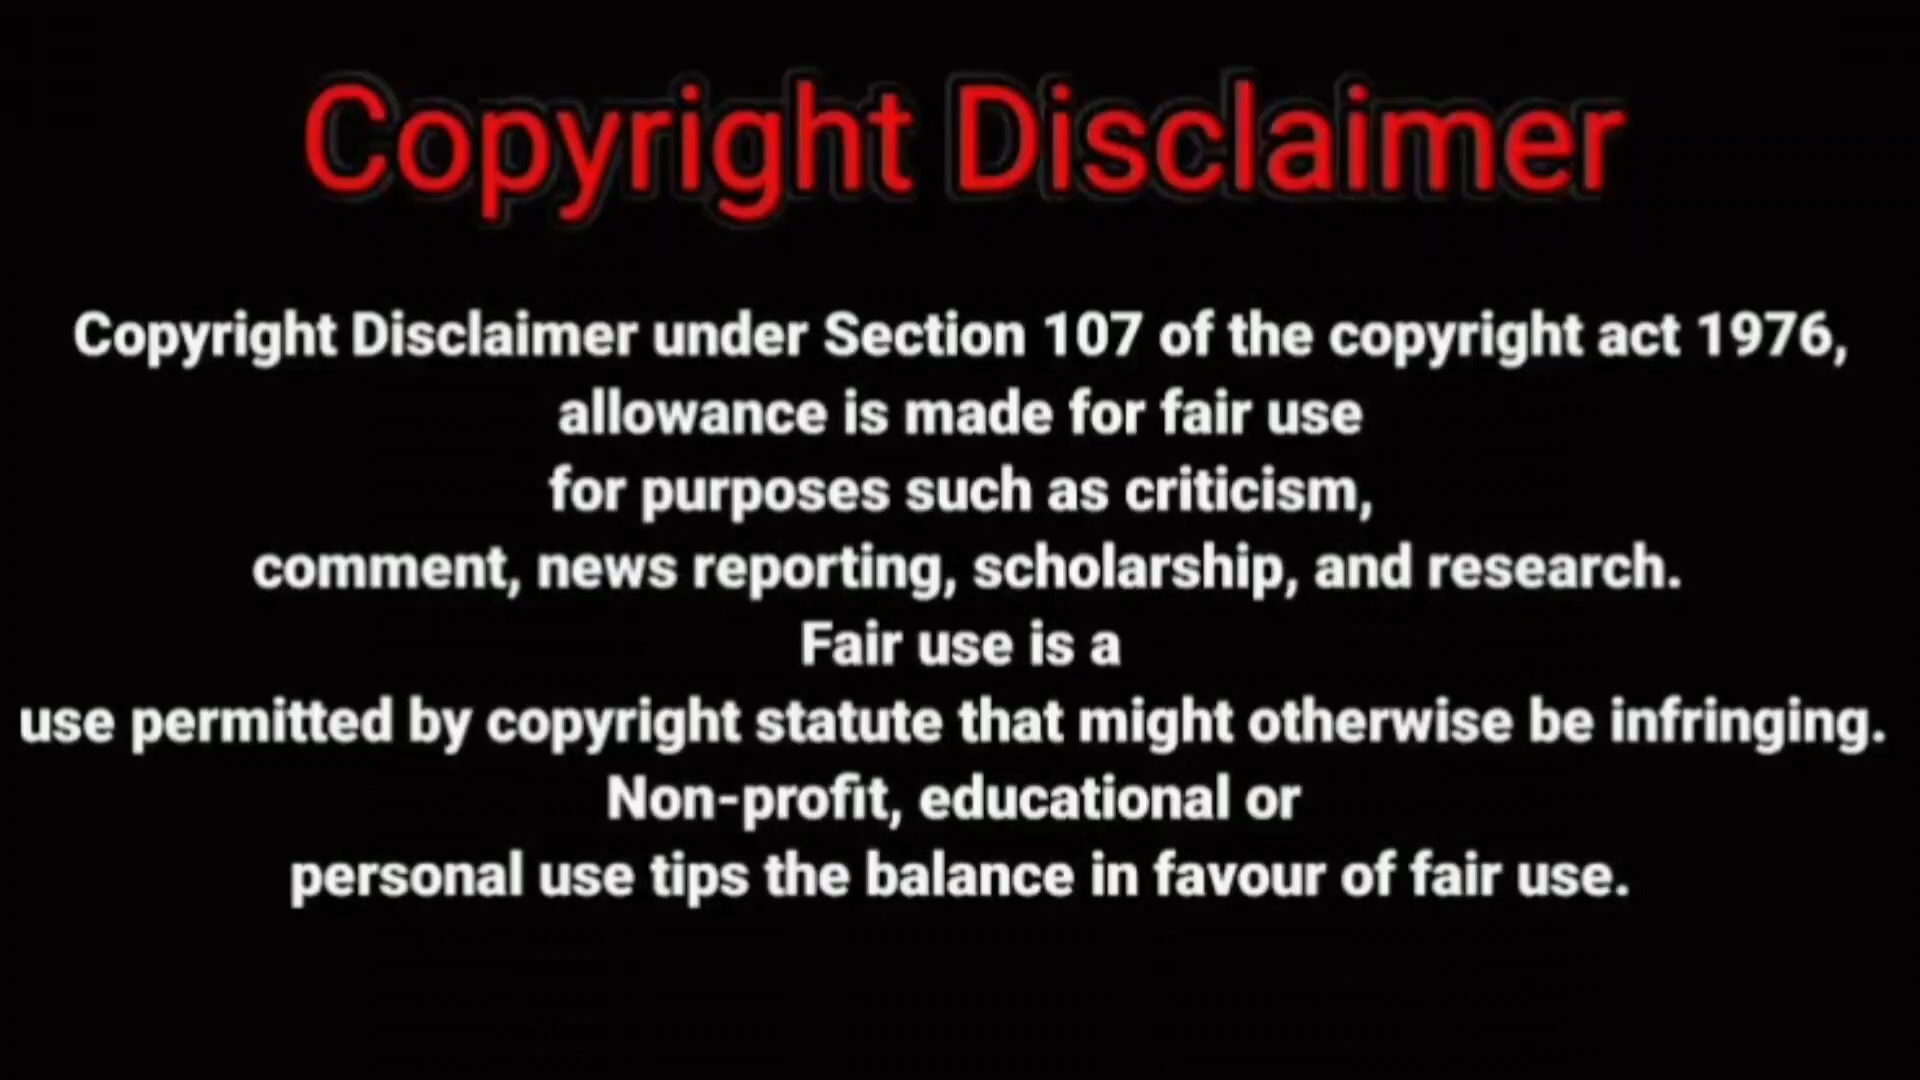 Copyright Disclaimer
Copyright Disclaimer under Section 107 of the copyright act 1976,
allowance is made for fair use
for purposes such as criticism,
comment, news reporting, scholarship, and research.
Fair use is a
use permitted by copyright statute that might otherwise be infringing.
Non-profit, educational or
personal use tips the balance in favour of fair use.